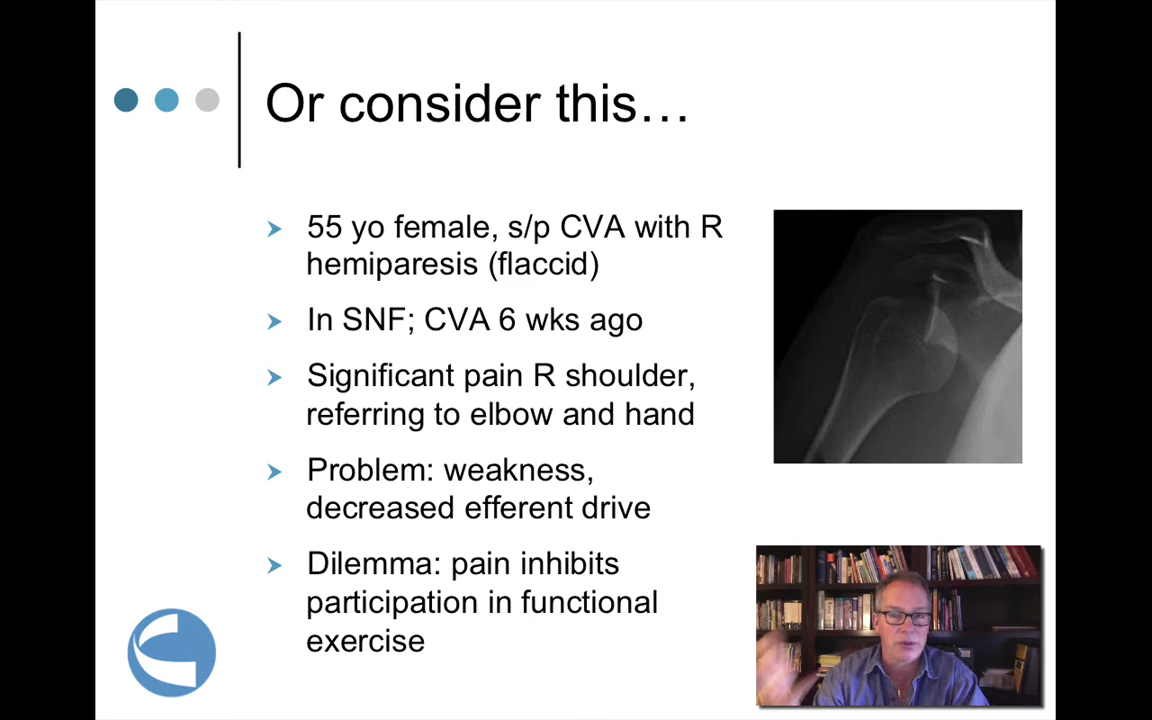 Or consider this…
55 yo female, s/p CVA with R
hemiparesis (flaccid)
In SNF; CVA 6 wks ago
Significant pain R shoulder,
referring to elbow and hand
Problem: weakness,
decreased efferent drive
Dilemma: pain inhibits
participation in functional
exercise